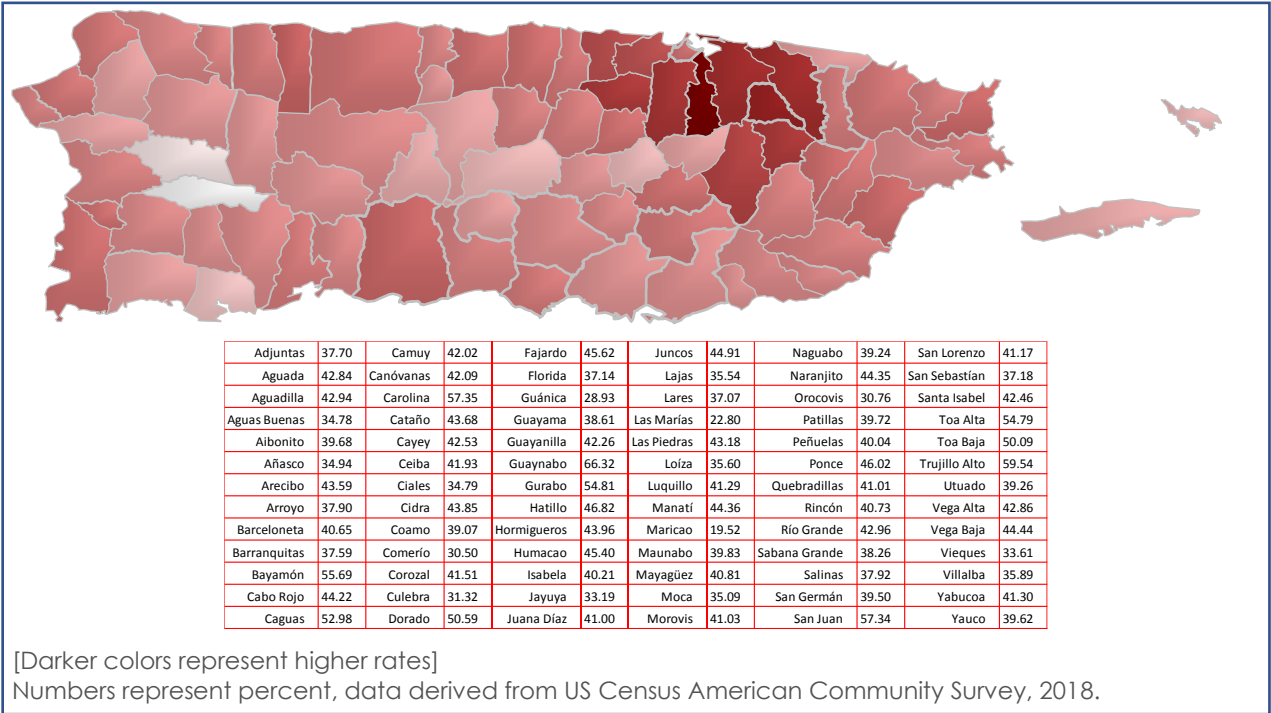 Adjuntas 37.70 Camuy 42.02 Fajardo 45.62 Juncos 44.91 Naguabo 39.24 San Lorenzo 41.17
Aguada 42.84 Canóvanas 42.09 Florida 37.14 Lajas 35.54 Naranjito 44.35 San Sebastían 37.18
Aguadilla 42.94 Carolina 57.35 Guánica 28.93 Lares 37.07 Orocovis 30.76 Santa Isabel 42.46
Aguas Buenas 34.78 Cataño 43.68 Guayama 38.61 Las Marías 22.80 Patillas 39.72 Toa Alta 54.79
Aibonito 39.68 Cayey 42.53 Guayanilla 42.26 Las Piedras 43.18 Peñuelas 40.04 Toa Baja 50.09
Añasco 34.94 Ceiba 41.93 Guaynabo 66.32 Loíza 35.60 Ponce 46.02 Trujillo Alto 59.54
Arecibo 43.59 Ciales 34.79 Gurabo 54.81 Luquillo 41.29 Quebradillas 41.01 Utuado 39.26
Arroyo 37.90 Cidra 43.85 Hatillo 46.82 Manatí 44.36 Rincón 40.73 Vega Alta 42.86
Barceloneta 40.65 Coamo 39.07 Hormigueros 43.96 Maricao 19.52 Río Grande 42.96 Vega Baja 44.44
Barranquitas 37.59 Comerío 30.50 Humacao 45.40 Maunabo 39.83 Sabana Grande 38.26 Vieques 33.61
Bayamón 55.69 Corozal 41.51 Isabela 40.21 Mayagüez 40.81 Salinas 37.92 Villalba 35.89
Cabo Rojo 44.22 Culebra 31.32 Jayuya 33.19 Moca 35.09 San Germán 39.50 Yabucoa 41.30
Caguas 52.98 Dorado 50.59 Juana Díaz 41.00 Morovis 41.03 San Juan 57.34 Yauco 39.62
[Darker colors represent higher rates]
Numbers represent percent, data derived from US Census American Community Survey, 2018.